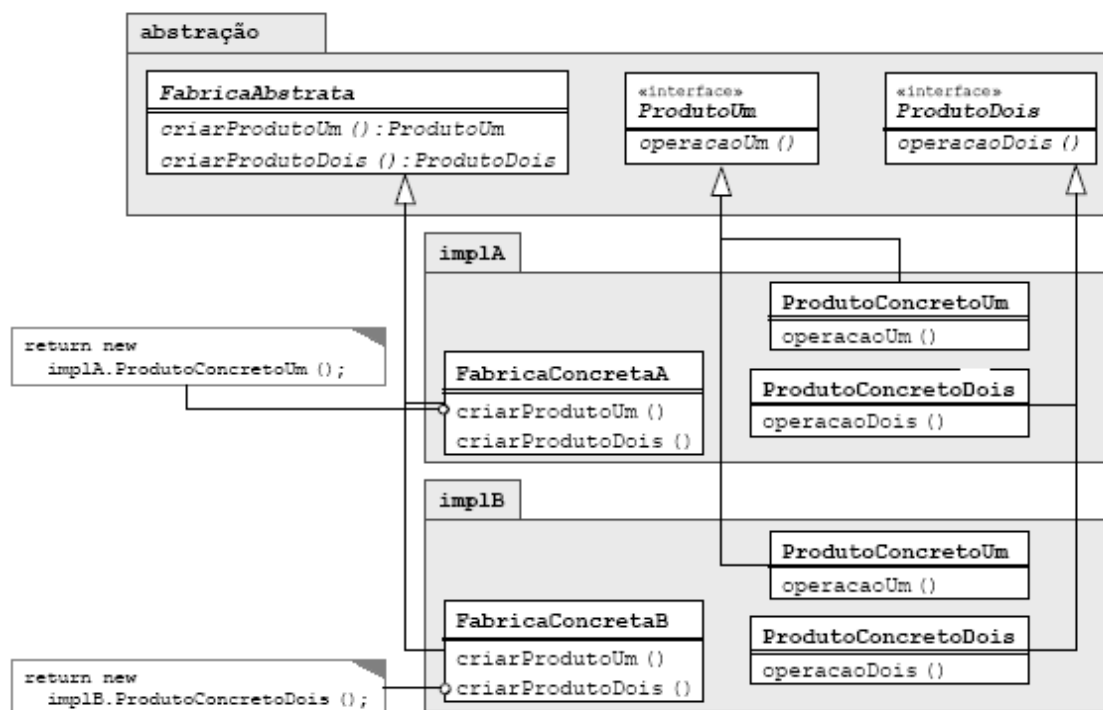 abstração
FabricaAbstrata
criarProdutoUm ():ProdutoUm
criarProdutoDois ():ProdutoDois
«interface»
ProdutoUm
operacaoUm ()
«interface»
ProdutoDois
operacaoDois ()
implA
ProdutoConcretoUm
operacaoUm ()
return new
implA.ProdutoConcretoUm ();
FabricaConcretaA
criarProdutoUm ()
criarProdutoDois ()
ProdutoConcretoDois
operacaoDois ()
implB
ProdutoConcretoUm
operacaoUm ()
FabricaConcretaB
criarProdutoUm ()
criarProdutoDois ()
ProdutoConcretoDois
operacaoDois ()
return new
implB.ProdutoConcretoDois ();